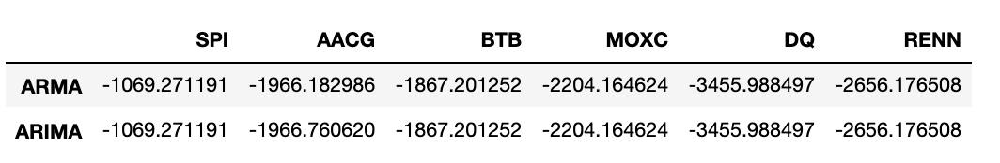 SPI AACG BTB MOXC DQ RENN
ARMA -1069.271191 -1966.182986 -1867.201252 -2204.164624 -3455.988497 -2656.176508
ARIMA -1069.271191 -1966.760620 -1867.201252 -2204.164624 -3455.988497 -2656.176508